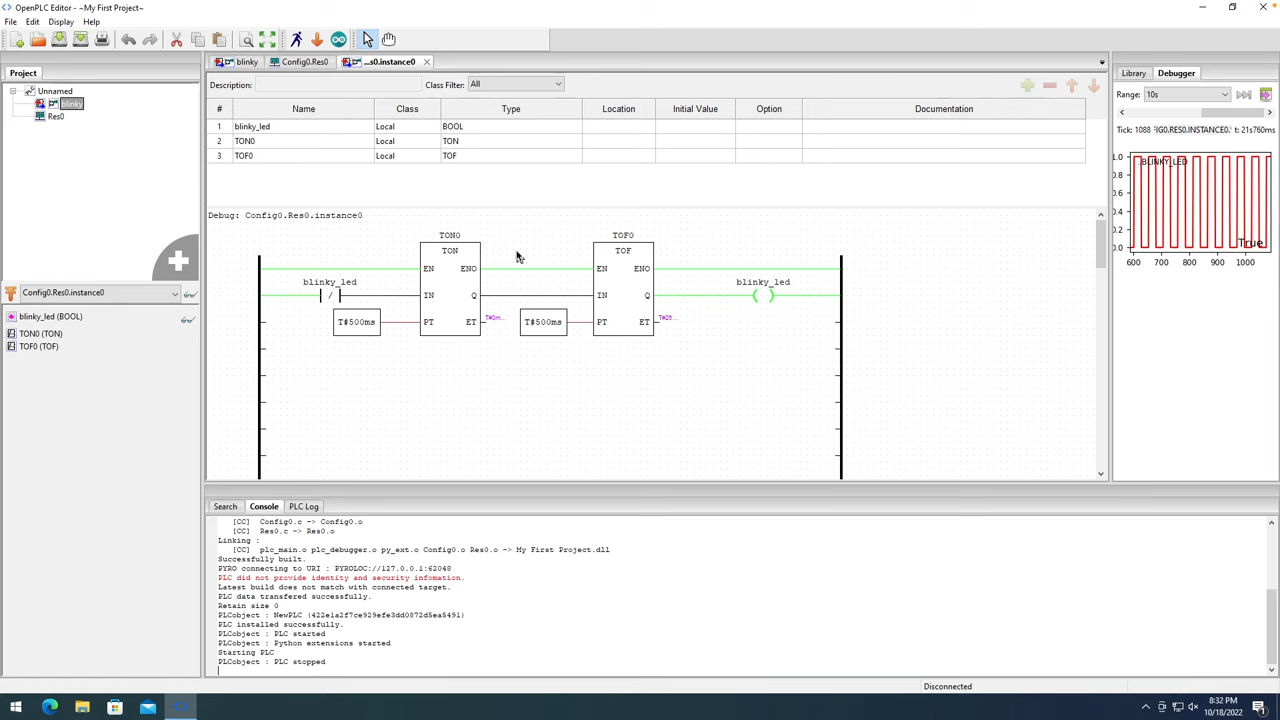 OpenPLC Editor - ~My First Project~
File Edit Display Help
Project
blinky
Config0.Res0
...s0.instance0
Library
Debugger
Unnamed
blinky
Res0
Description:
Class Filter:
All
# Name Class Type Location Initial Value Option Documentation
1 blinky_led Local BOOL
2 TON0 Local TON
3 TOF0 Local TOF
Range: 10s
Tick: 1088
t: 21s760ms
1.0
0.8
0.6
0.4
0.2
0.0
BLINKY_LED
True
600 800 1000
Debug: Config0.Res0.instance0
TON0
TON
EN ENO
IN Q
PT ET
TOF0
TOF
EN ENO
IN Q
PT ET
blinky_led
/
T#500ms
T#0m...
T#500ms
T#26...
blinky_led
( )
Config0.Res0.instance0
blinky_led (BOOL)
TON0 (TON)
TOF0 (TOF)
Search
Console
PLC Log
[CC] Config0.c -> Config0.o
[CC] Res0.c -> Res0.o
Linking :
[CC] plc_main.o plc_debugger.o py_ext.o Config0.o Res0.o -> My First Project.dll
Successfully built.
PYRO connecting to URI : PYROLOC://127.0.0.1:62048
PLC did not provide identity and security infomation.
Latest build does not match with connected target.
PLC data transfered successfully.
Retain size 0
PLCobject : NewPLC (422e1a2f7ce929efe3dd0872d5ea5491)
PLC installed successfully.
PLCobject : PLC started
PLCobject : Python extensions started
Starting PLC
PLCobject : PLC stopped
Disconnected
8:32 PM
10/18/2022